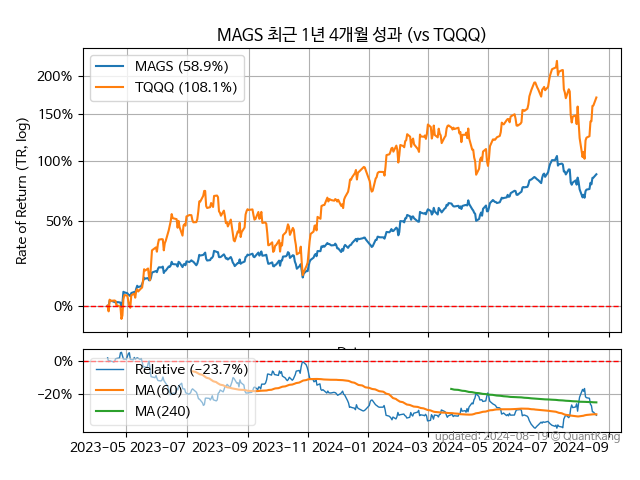 MAGS 최근 1년 4개월 성과 (vs TQQQ)
MAGS (58.9%)
TQQQ (108.1%)
Rate of Return (TR, log)
200%
150%
100%
50%
0%
Relative (−23.7%)
MA(60)
MA(240)
0%
−20%
updated: 2024−08−19 © QuantKang
2023−05 2023−07 2023−09 2023−11 2024−01 2024−03 2024−05 2024−07 2024−09